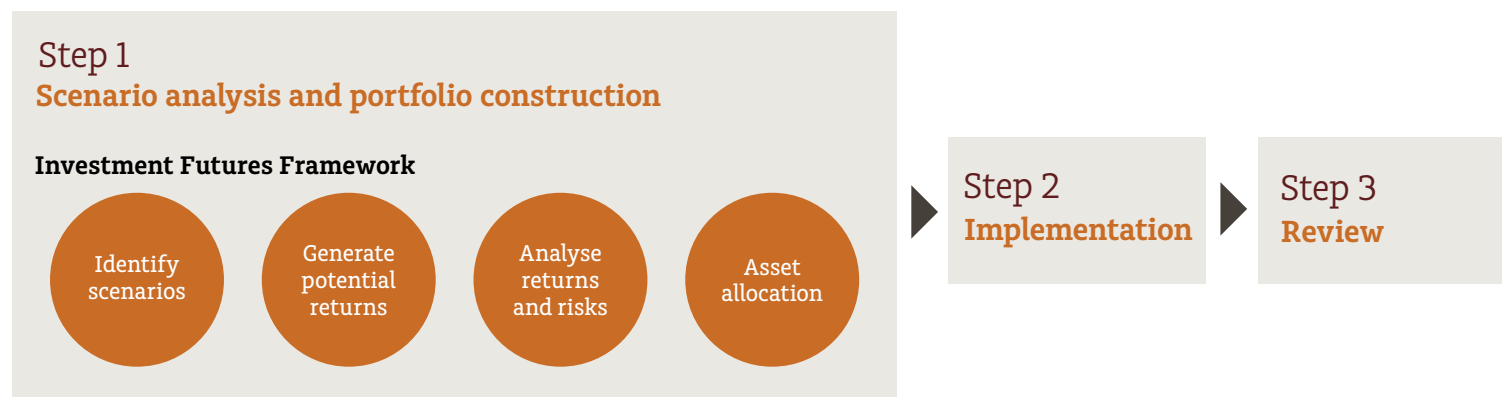 Step 1
Scenario analysis and portfolio construction
Investment Futures Framework
Identify
scenarios
Generate
potential
returns
Analyse
returns
and risks
Asset
allocation
Step 2
Implementation
Step 3
Review